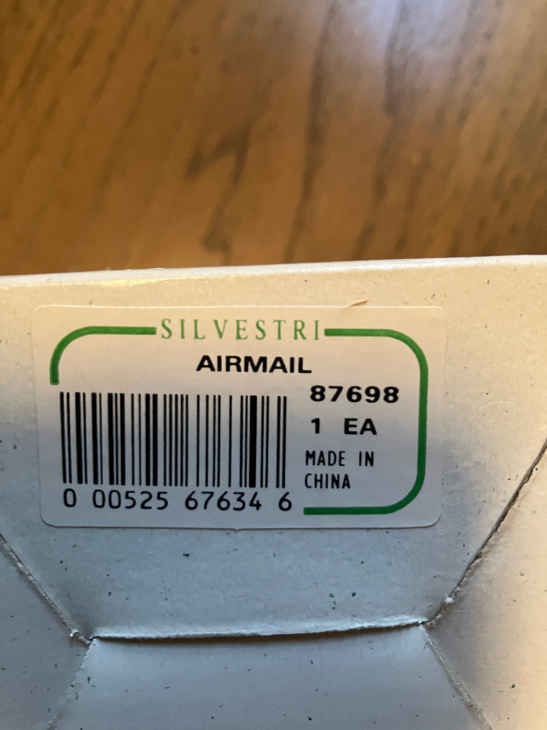 SILVESTRI
AIRMAIL
87698
1 EA
MADE IN
CHINA
0 00525 67634 6